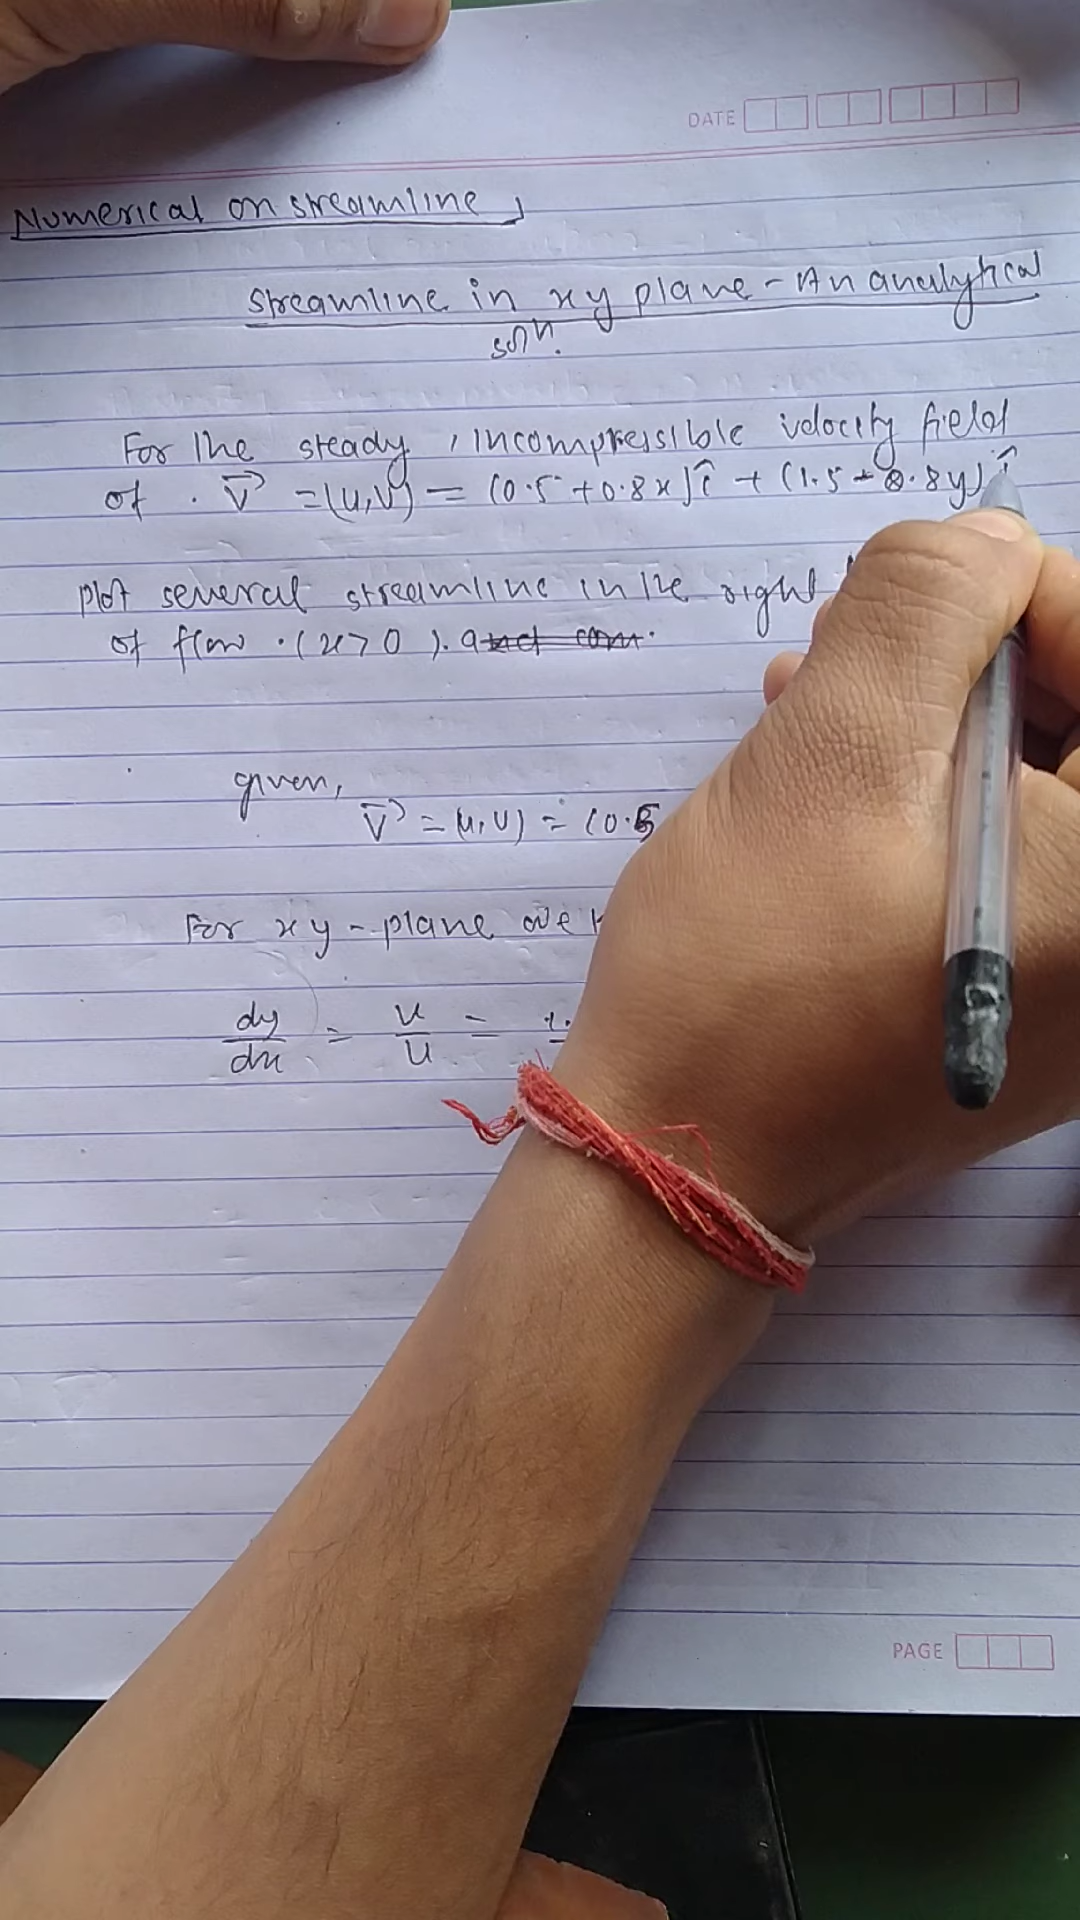 DATE
Numerical on streamline
Streamline in xy plane - An analytical
soln.
For the steady, incompressible velocity field
of . V = (u,v) = (0.5 + 0.8x) î + (1.5 - 0.8y) î
Plot several streamline in the right
of flow . (x>0).
given,
V = (u,v) = (0.5
For xy - plane we
dy/dx = v/u =
PAGE